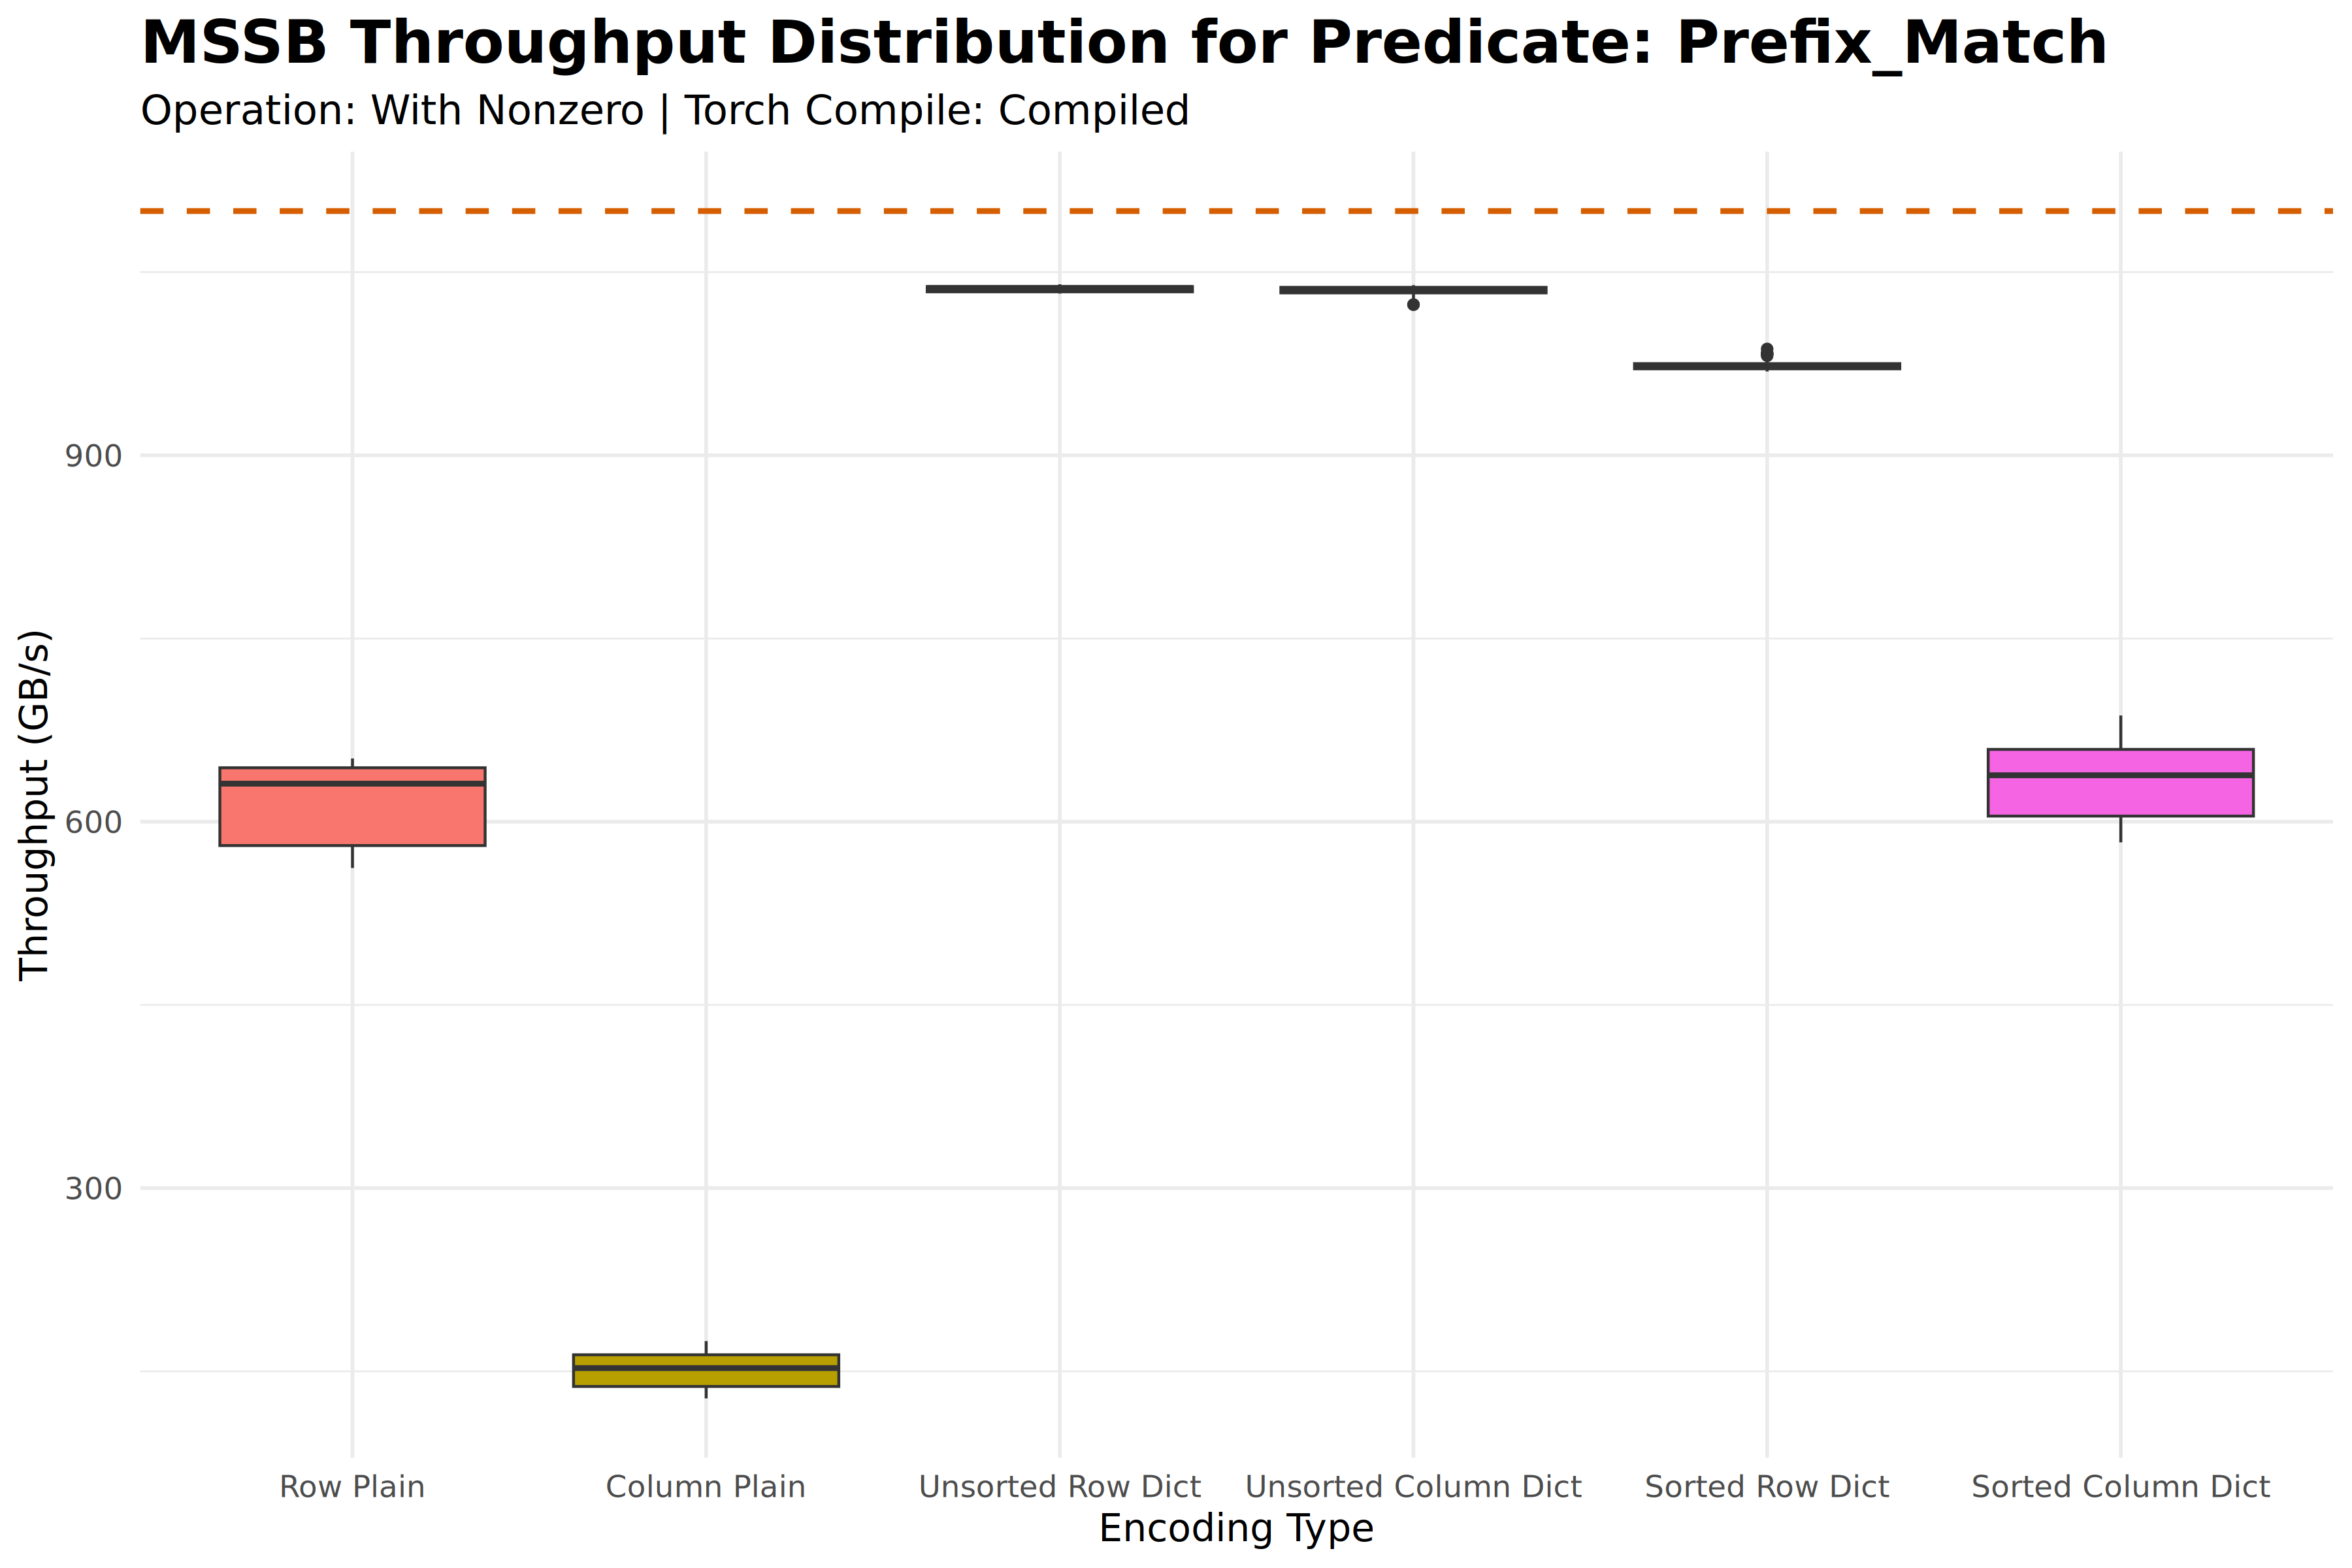 MSSB Throughput Distribution for Predicate: Prefix_Match
Operation: With Nonzero | Torch Compile: Compiled
Throughput (GB/s)
900
600
300
Row Plain
Column Plain
Unsorted Row Dict
Unsorted Column Dict
Sorted Row Dict
Sorted Column Dict
Encoding Type